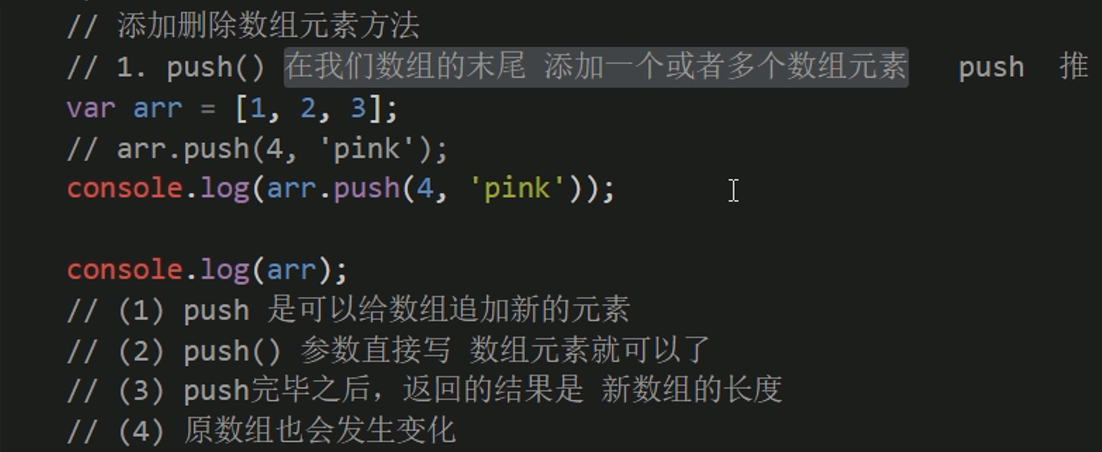 // 添加删除数组元素方法
// 1. push() 在我们数组的末尾 添加一个或者多个数组元素 push 推
var arr = [1, 2, 3];
// arr.push(4, 'pink');
console.log(arr.push(4, 'pink'));
console.log(arr);
// (1) push 是可以给数组追加新的元素
// (2) push() 参数直接写 数组元素就可以了
// (3) push完毕之后，返回的结果是 新数组的长度
// (4) 原数组也会发生变化